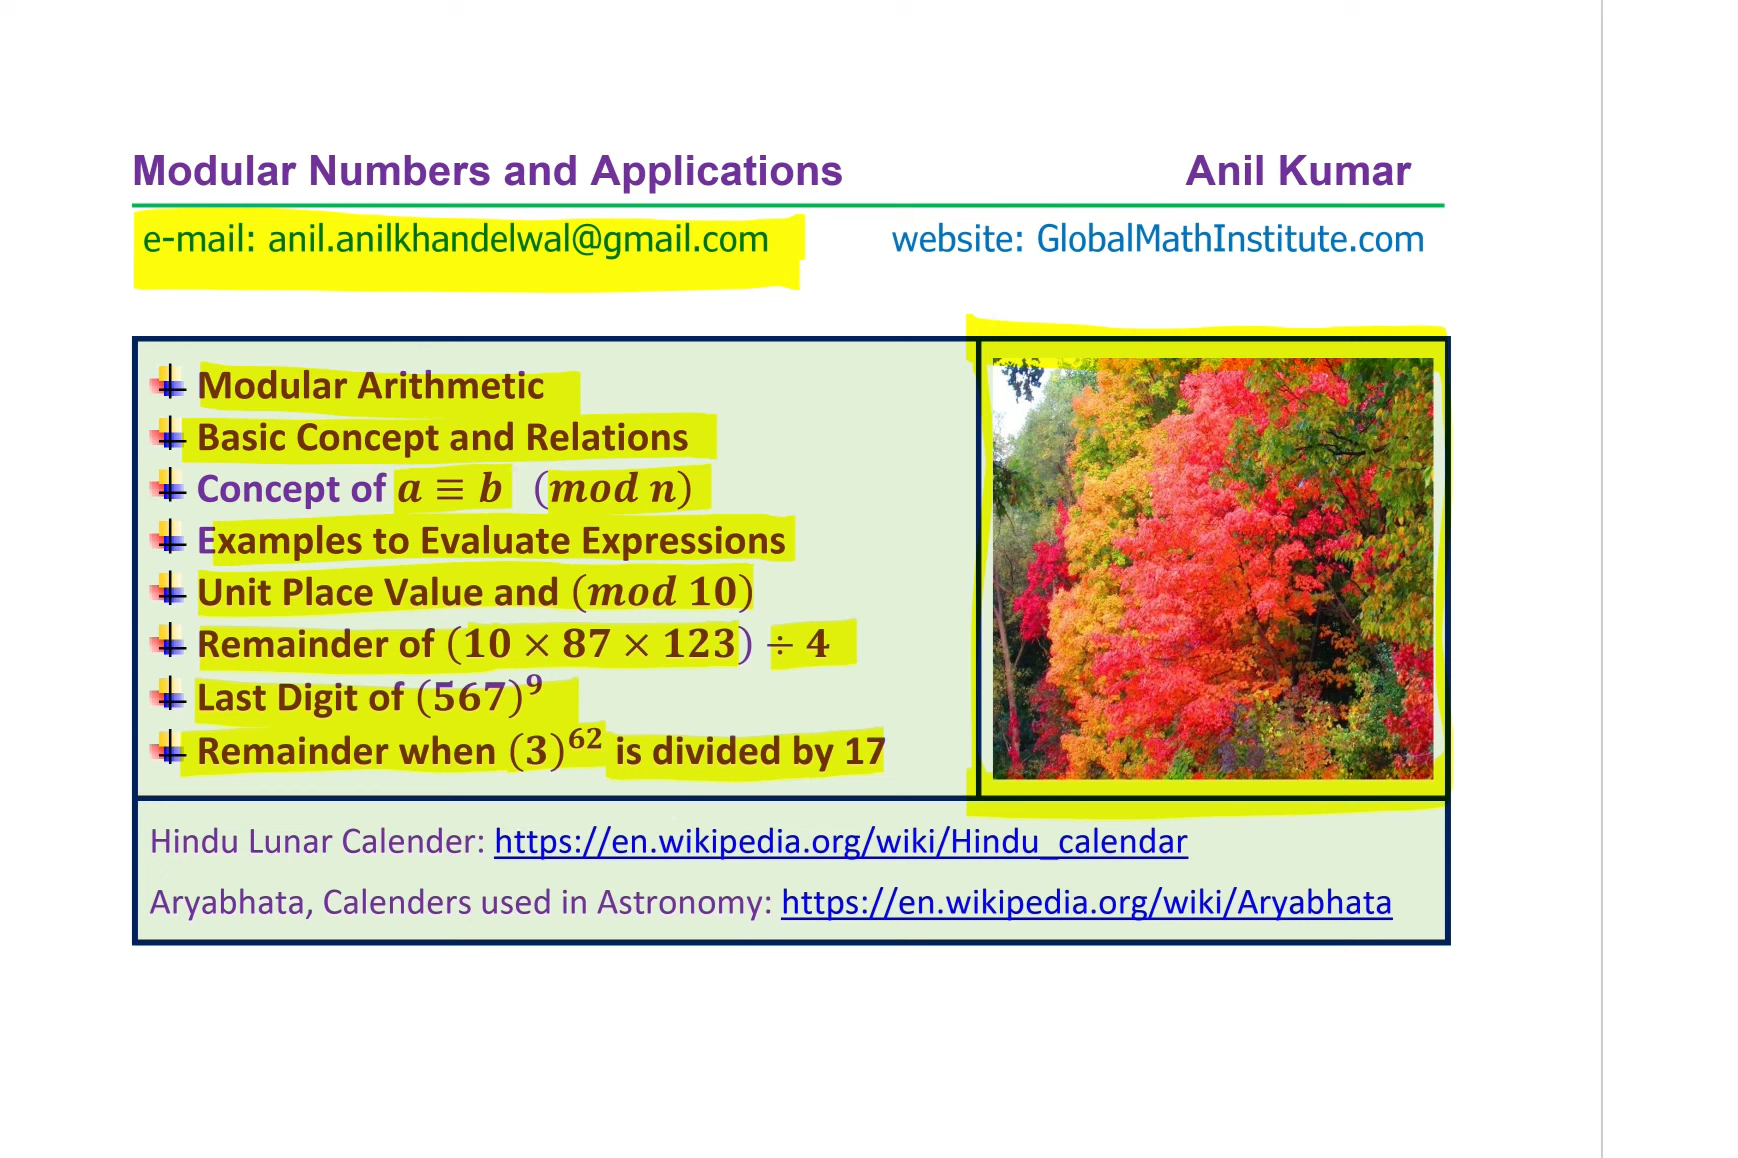 Modular Numbers and Applications Anil Kumar
e-mail: anil.anilkhandelwal@gmail.com website: GlobalMathInstitute.com
Modular Arithmetic
Basic Concept and Relations
Concept of a ≡ b (mod n)
Examples to Evaluate Expressions
Unit Place Value and (mod 10)
Remainder of (10 × 87 × 123) ÷ 4
Last Digit of (567)⁹
Remainder when (3)⁶² is divided by 17
Hindu Lunar Calender: https://en.wikipedia.org/wiki/Hindu_calendar
Aryabhata, Calenders used in Astronomy: https://en.wikipedia.org/wiki/Aryabhata